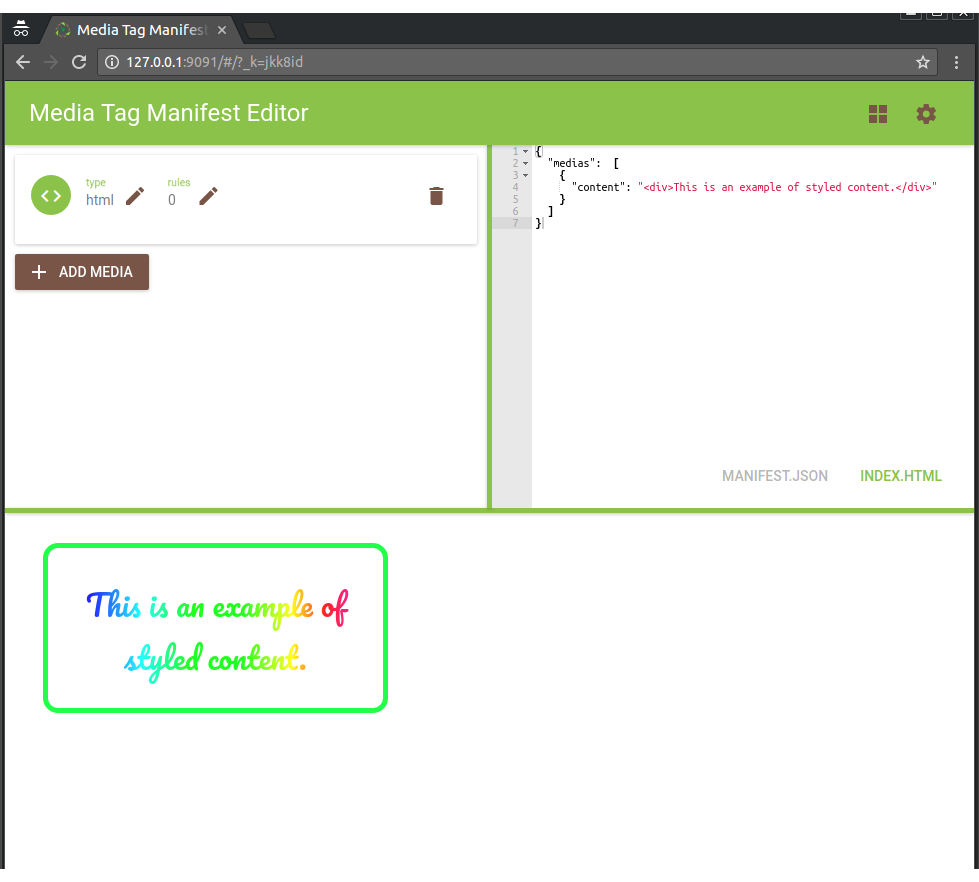 Media Tag Manifest
127.0.0.1:9091/#/?_k=jkk8id
Media Tag Manifest Editor
type
html
rules
0
ADD MEDIA
1 {
2 "medias": [
3 {
4 "content": "<div>This is an example of styled content.</div>"
5 }
6 ]
7 }
MANIFEST.JSON
INDEX.HTML
This is an example of
styled content.